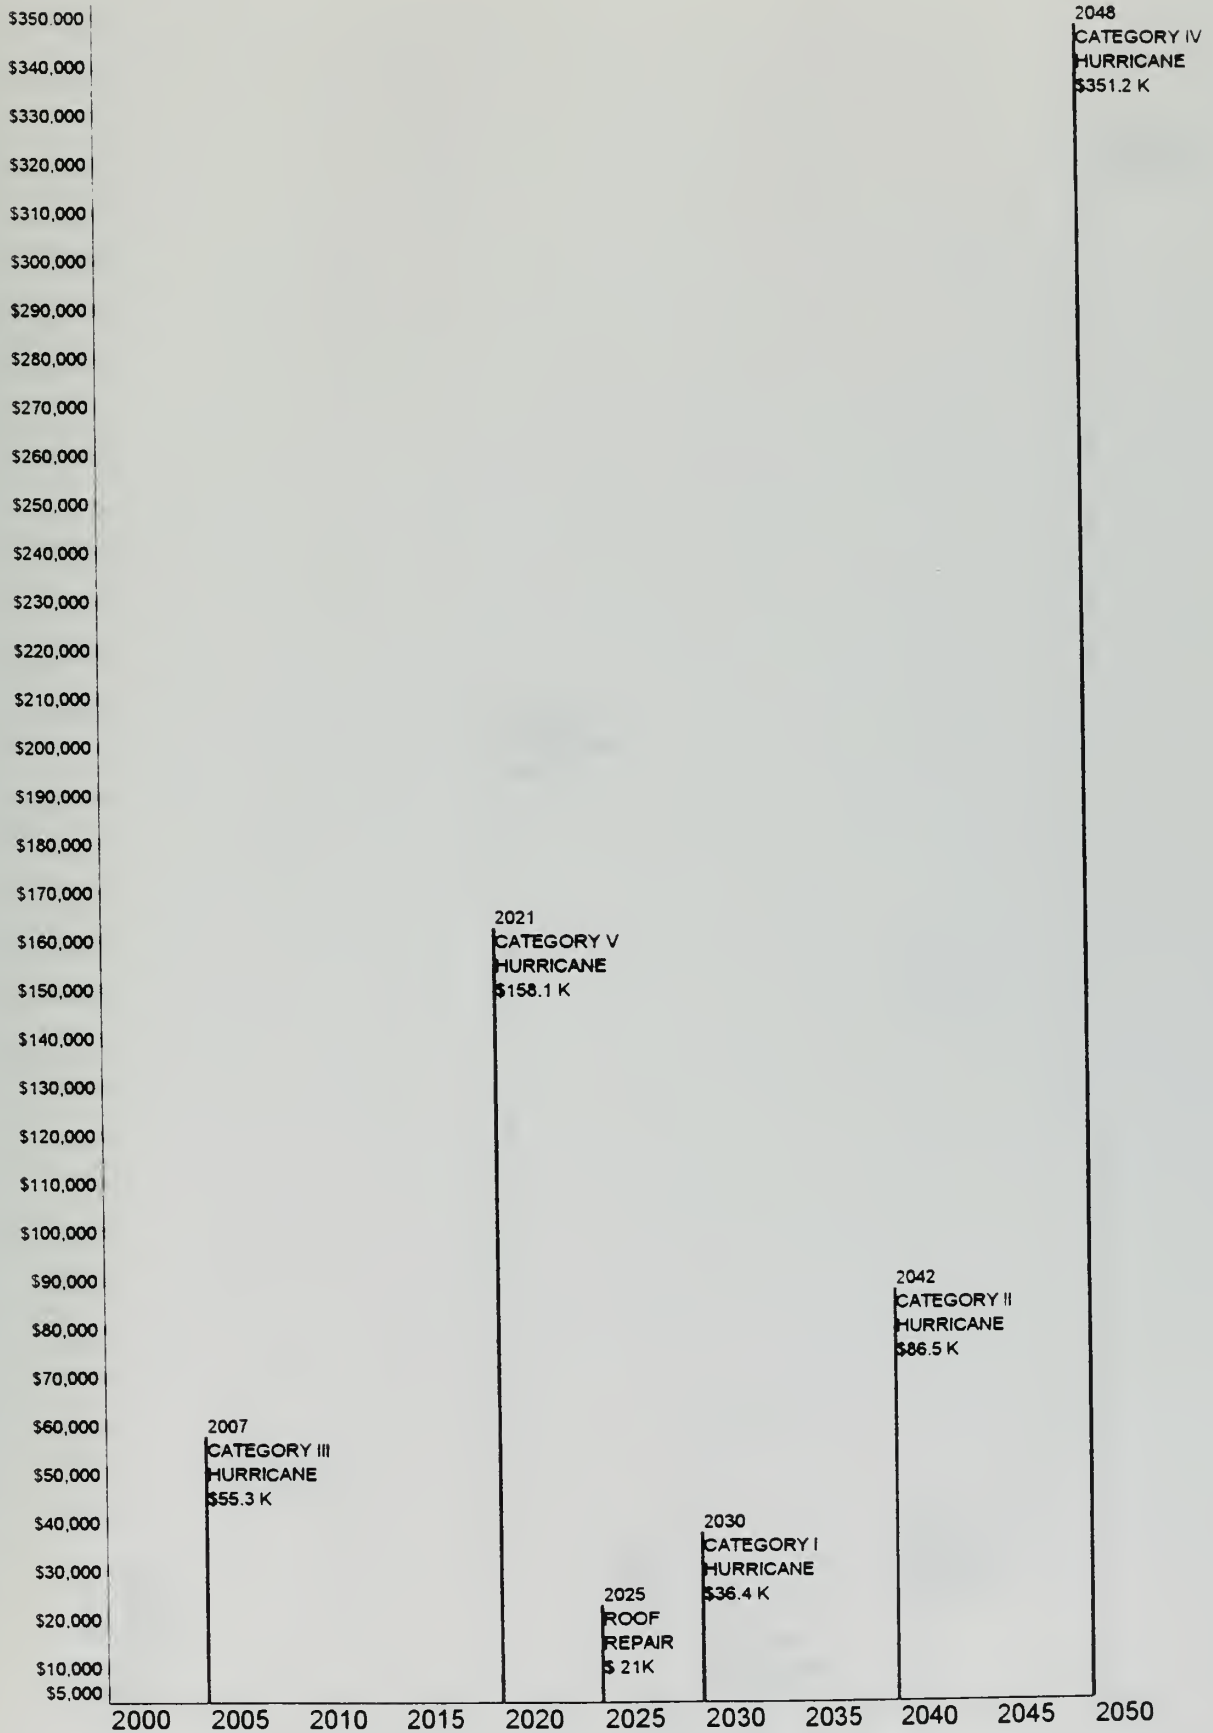 $350.000
$340,000
$330,000
$320,000
$310,000
$300,000
$290,000
$280,000
$270,000
$260,000
$250,000
$240,000
$230,000
$220,000
$210,000
$200,000
$190,000
$180,000
$170,000
$160,000
$150,000
$140,000
$130,000
$120,000
$110,000
$100,000
$90,000
$80,000
$70,000
$60,000
$50,000
$40,000
$30,000
$20,000
$10,000
$5,000
2007
CATEGORY III
HURRICANE
$55.3 K
2021
CATEGORY V
HURRICANE
$158.1 K
2025
ROOF
REPAIR
$ 21K
2030
CATEGORY I
HURRICANE
$36.4 K
2042
CATEGORY II
HURRICANE
$86.5 K
2048
CATEGORY IV
HURRICANE
$351.2 K
2000 2005 2010 2015 2020 2025 2030 2035 2040 2045 2050